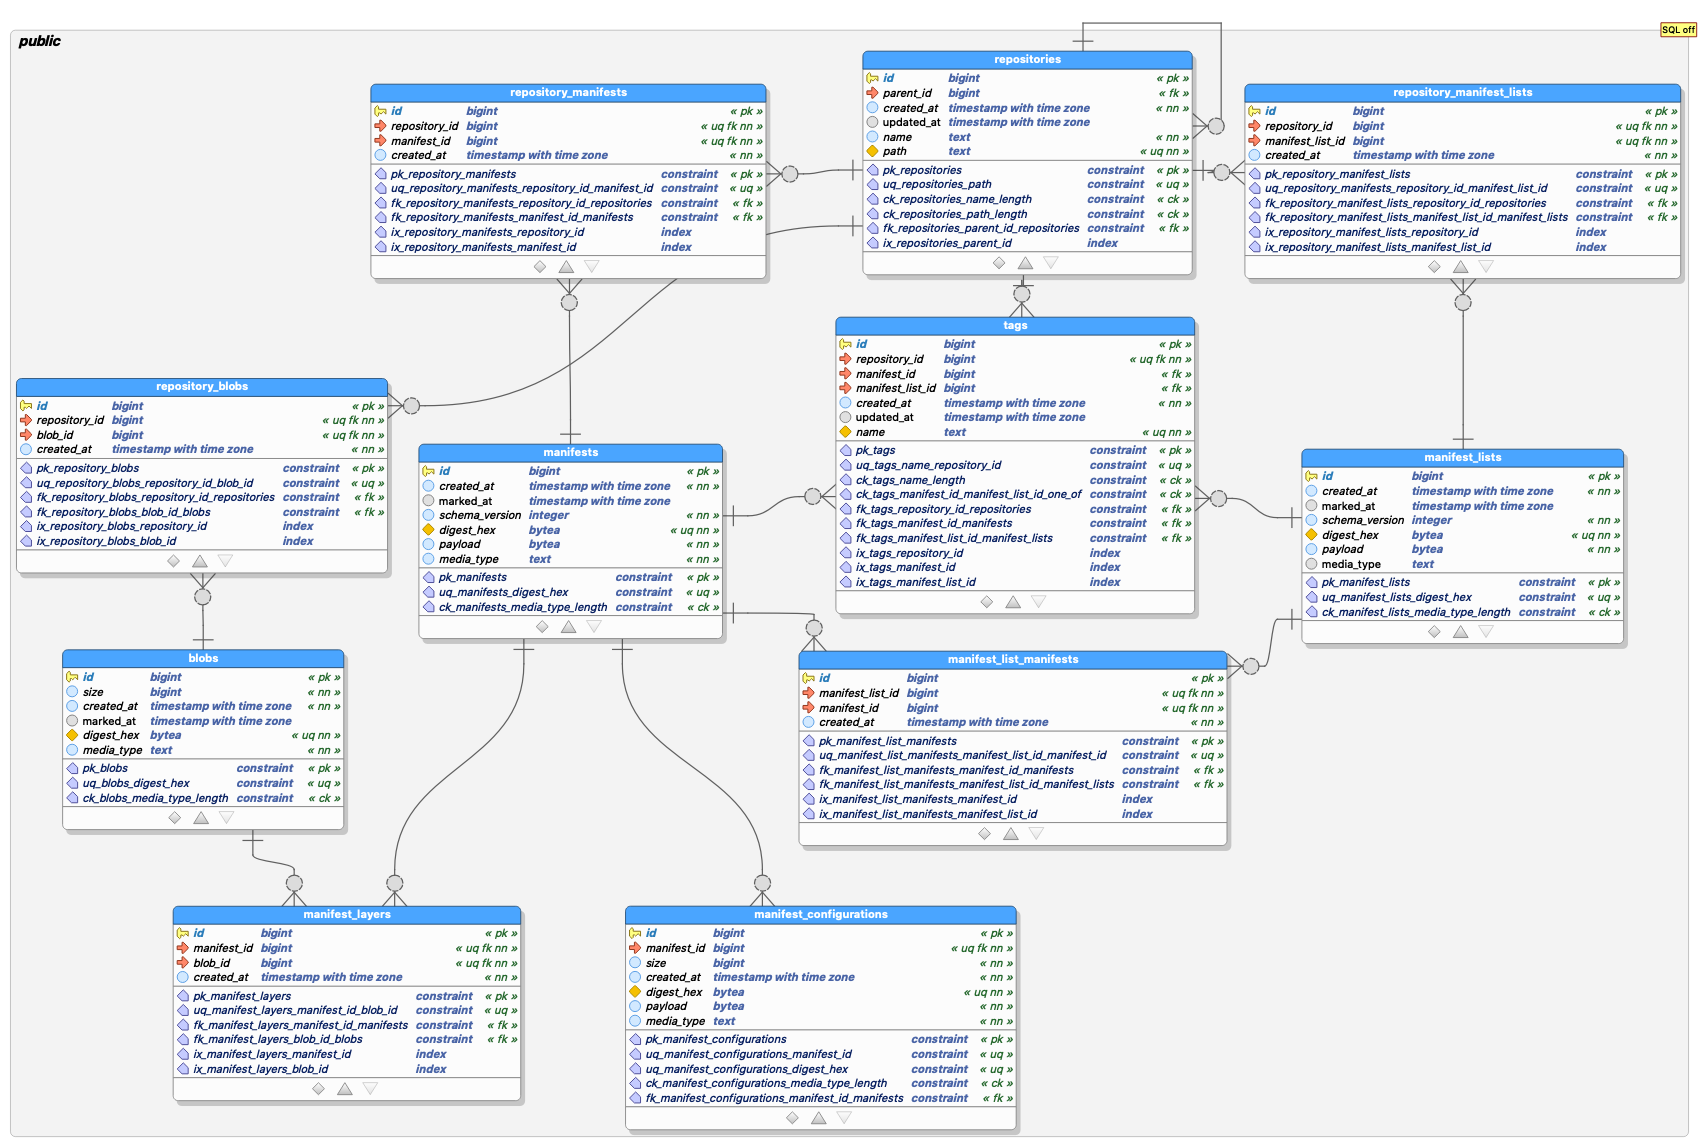 SQL off
public
repositories
id bigint « pk »
parent_id bigint « fk »
created_at timestamp with time zone « nn »
updated_at timestamp with time zone
name text « nn »
path text « uq nn »
pk_repositories constraint « pk »
uq_repositories_path constraint « uq »
ck_repositories_name_length constraint « ck »
ck_repositories_path_length constraint « ck »
fk_repositories_parent_id_repositories constraint « fk »
ix_repositories_parent_id index
repository_manifests
id bigint « pk »
repository_id bigint « uq fk nn »
manifest_id bigint « uq fk nn »
created_at timestamp with time zone « nn »
pk_repository_manifests constraint « pk »
uq_repository_manifests_repository_id_manifest_id constraint « uq »
fk_repository_manifests_repository_id_repositories constraint « fk »
fk_repository_manifests_manifest_id_manifests constraint « fk »
ix_repository_manifests_repository_id index
ix_repository_manifests_manifest_id index
repository_manifest_lists
id bigint « pk »
repository_id bigint « uq fk nn »
manifest_list_id bigint « uq fk nn »
created_at timestamp with time zone « nn »
pk_repository_manifest_lists constraint « pk »
uq_repository_manifests_repository_id_manifest_list_id constraint « uq »
fk_repository_manifest_lists_repository_id_repositories constraint « fk »
fk_repository_manifest_lists_manifest_list_id_manifest_lists constraint « fk »
ix_repository_manifest_lists_repository_id index
ix_repository_manifest_lists_manifest_list_id index
tags
id bigint « pk »
repository_id bigint « uq fk nn »
manifest_id bigint « fk »
manifest_list_id bigint « fk »
created_at timestamp with time zone « nn »
updated_at timestamp with time zone
name text « uq nn »
pk_tags constraint « pk »
uq_tags_name_repository_id constraint « uq »
ck_tags_name_length constraint « ck »
ck_tags_manifest_id_manifest_list_id_one_of constraint « ck »
fk_tags_repository_id_repositories constraint « fk »
fk_tags_manifest_id_manifests constraint « fk »
fk_tags_manifest_list_id_manifest_lists constraint « fk »
ix_tags_repository_id index
ix_tags_manifest_id index
ix_tags_manifest_list_id index
repository_blobs
id bigint « pk »
repository_id bigint « uq fk nn »
blob_id bigint « uq fk nn »
created_at timestamp with time zone « nn »
pk_repository_blobs constraint « pk »
uq_repository_blobs_repository_id_blob_id constraint « uq »
fk_repository_blobs_repository_id_repositories constraint « fk »
fk_repository_blobs_blob_id_blobs constraint « fk »
ix_repository_blobs_repository_id index
ix_repository_blobs_blob_id index
manifests
id bigint « pk »
created_at timestamp with time zone « nn »
marked_at timestamp with time zone
schema_version integer « nn »
digest_hex bytea « uq nn »
payload bytea « nn »
media_type text « nn »
pk_manifests constraint « pk »
uq_manifests_digest_hex constraint « uq »
ck_manifests_media_type_length constraint « ck »
manifest_lists
id bigint « pk »
created_at timestamp with time zone « nn »
marked_at timestamp with time zone
schema_version integer « nn »
digest_hex bytea « uq nn »
payload bytea « nn »
media_type text
pk_manifest_lists constraint « pk »
uq_manifest_lists_digest_hex constraint « uq »
ck_manifest_lists_media_type_length constraint « ck »
blobs
id bigint « pk »
size bigint « nn »
created_at timestamp with time zone « nn »
marked_at timestamp with time zone
digest_hex bytea « uq nn »
media_type text « nn »
pk_blobs constraint « pk »
uq_blobs_digest_hex constraint « uq »
ck_blobs_media_type_length constraint « ck »
manifest_list_manifests
id bigint « pk »
manifest_list_id bigint « uq fk nn »
manifest_id bigint « uq fk nn »
created_at timestamp with time zone « nn »
pk_manifest_list_manifests constraint « pk »
uq_manifest_list_manifests_manifest_list_id_manifest_id constraint « uq »
fk_manifest_list_manifests_manifest_id_manifests constraint « fk »
fk_manifest_list_manifests_manifest_list_id_manifest_lists constraint « fk »
ix_manifest_list_manifests_manifest_id index
ix_manifest_list_manifests_manifest_list_id index
manifest_layers
id bigint « pk »
manifest_id bigint « uq fk nn »
blob_id bigint « uq fk nn »
created_at timestamp with time zone « nn »
pk_manifest_layers constraint « pk »
uq_manifest_layers_manifest_id_blob_id constraint « uq »
fk_manifest_layers_manifest_id_manifests constraint « fk »
fk_manifest_layers_blob_id_blobs constraint « fk »
ix_manifest_layers_manifest_id index
ix_manifest_layers_blob_id index
manifest_configurations
id bigint « pk »
manifest_id bigint « uq fk nn »
size bigint « nn »
created_at timestamp with time zone « nn »
digest_hex bytea « uq nn »
payload bytea « nn »
media_type text « nn »
pk_manifest_configurations constraint « pk »
uq_manifest_configurations_manifest_id constraint « uq »
uq_manifest_configurations_digest_hex constraint « uq »
ck_manifest_configurations_media_type_length constraint « ck »
fk_manifest_configurations_manifest_id_manifests constraint « fk »